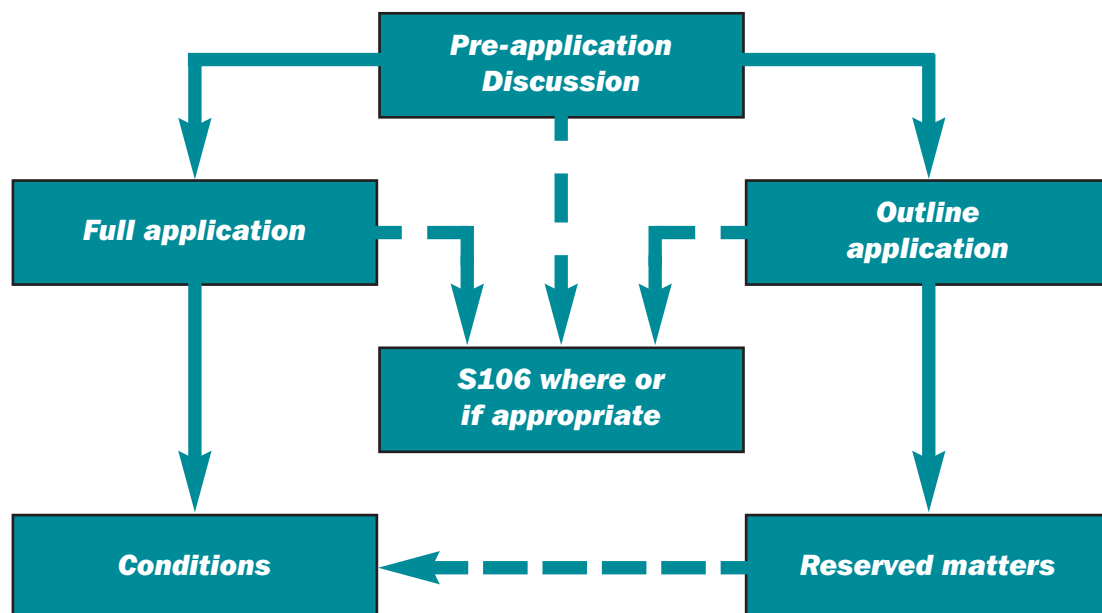 Pre-application
Discussion
Full application
Outline
application
S106 where or
if appropriate
Conditions
Reserved matters